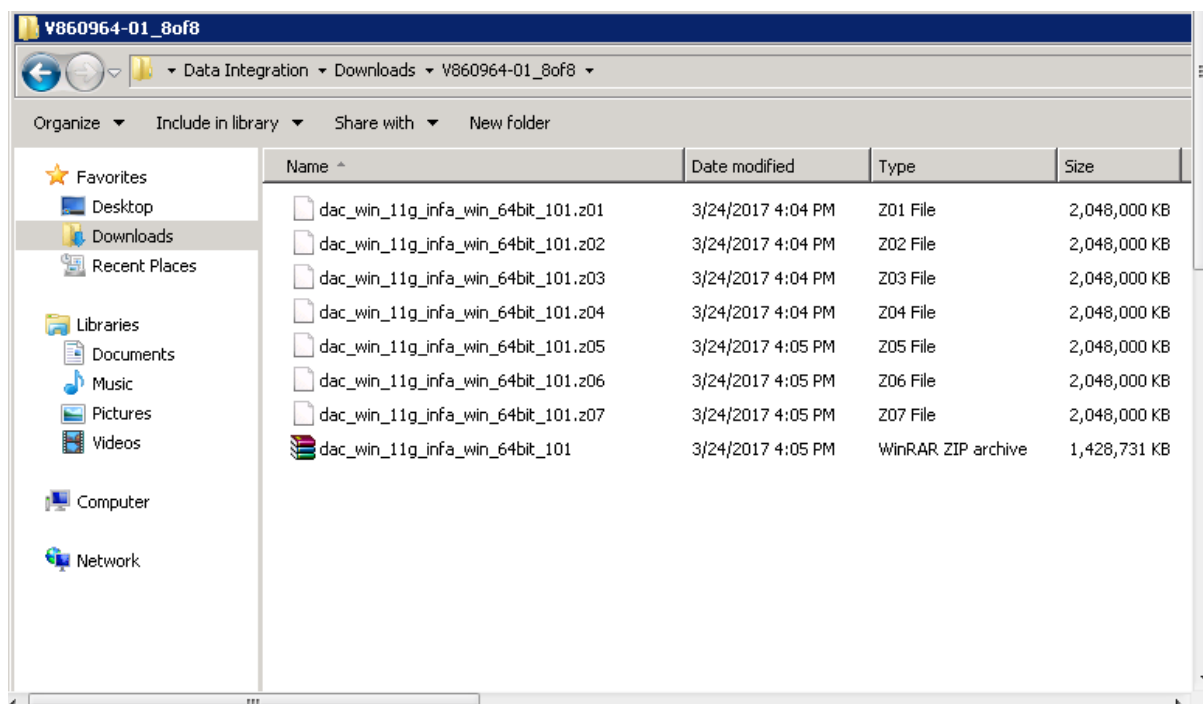 V860964-01_8of8
Data Integration Downloads V860964-01_8of8
Organize Include in library Share with New folder
Name Date modified Type Size
Favorites
Desktop
Downloads
Recent Places
Libraries
Documents
Music
Pictures
Videos
Computer
Network
dac_win_11g_infa_win_64bit_101.z01 3/24/2017 4:04 PM Z01 File 2,048,000 KB
dac_win_11g_infa_win_64bit_101.z02 3/24/2017 4:04 PM Z02 File 2,048,000 KB
dac_win_11g_infa_win_64bit_101.z03 3/24/2017 4:04 PM Z03 File 2,048,000 KB
dac_win_11g_infa_win_64bit_101.z04 3/24/2017 4:04 PM Z04 File 2,048,000 KB
dac_win_11g_infa_win_64bit_101.z05 3/24/2017 4:05 PM Z05 File 2,048,000 KB
dac_win_11g_infa_win_64bit_101.z06 3/24/2017 4:05 PM Z06 File 2,048,000 KB
dac_win_11g_infa_win_64bit_101.z07 3/24/2017 4:05 PM Z07 File 2,048,000 KB
dac_win_11g_infa_win_64bit_101 3/24/2017 4:05 PM WinRAR ZIP archive 1,428,731 KB